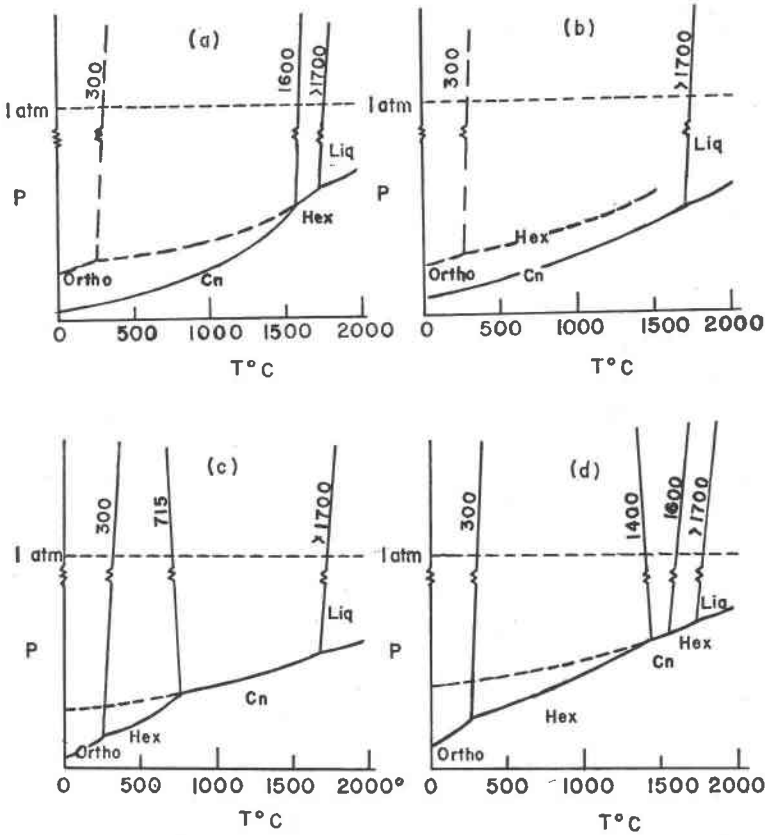 (a)
300
1600
>1700
1 atm
Liq
P
Hex
Ortho
Cn
0 500 1000 1500 2000
T°C
(b)
300
>1700
1 atm
Liq
P
Hex
Ortho
Cn
0 500 1000 1500 2000
T°C
(c)
300
715
>1700
1 atm
Liq
P
Cn
Hex
Ortho
0 500 1000 1500 2000°
T°C
(d)
300
1400
1600
>1700
1 atm
Liq
P
Hex
Cn
Hex
Ortho
0 500 1000 1500 2000
T°C